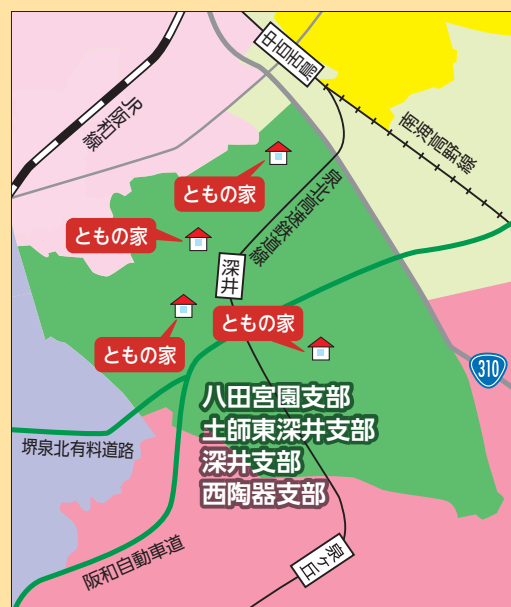 中百舌鳥
JR阪和線
南海高野線
ともの家
泉北高速鉄道線
ともの家
深井
ともの家
ともの家
310
八田宮園支部
土師東深井支部
深井支部
西陶器支部
堺泉北有料道路
阪和自動車道
泉ヶ丘